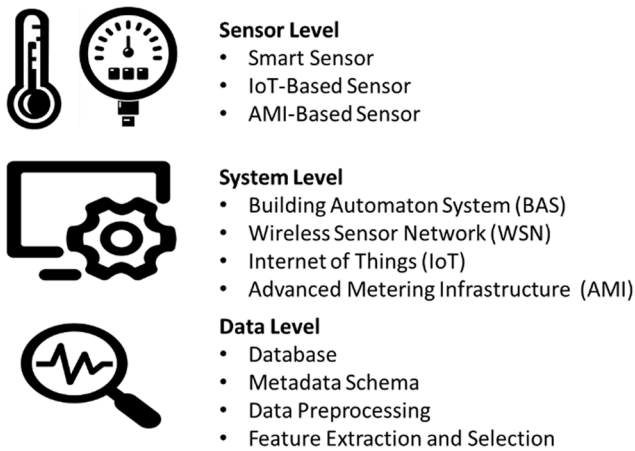 Sensor Level
• Smart Sensor
• IoT-Based Sensor
• AMI-Based Sensor
System Level
• Building Automaton System (BAS)
• Wireless Sensor Network (WSN)
• Internet of Things (IoT)
• Advanced Metering Infrastructure (AMI)
Data Level
• Database
• Metadata Schema
• Data Preprocessing
• Feature Extraction and Selection